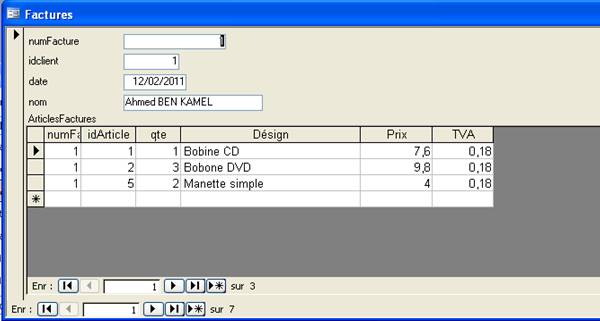 Factures
numFacture 1
idclient 1
date 12/02/2011
nom Ahmed BEN KAMEL
ArticlesFactures
numFa idArticle qte Désign Prix TVA
1 1 1 Bobine CD 7,6 0,18
1 2 3 Bobone DVD 9,8 0,18
1 5 2 Manette simple 4 0,18
Enr : 1 sur 3
Enr : 1 sur 7